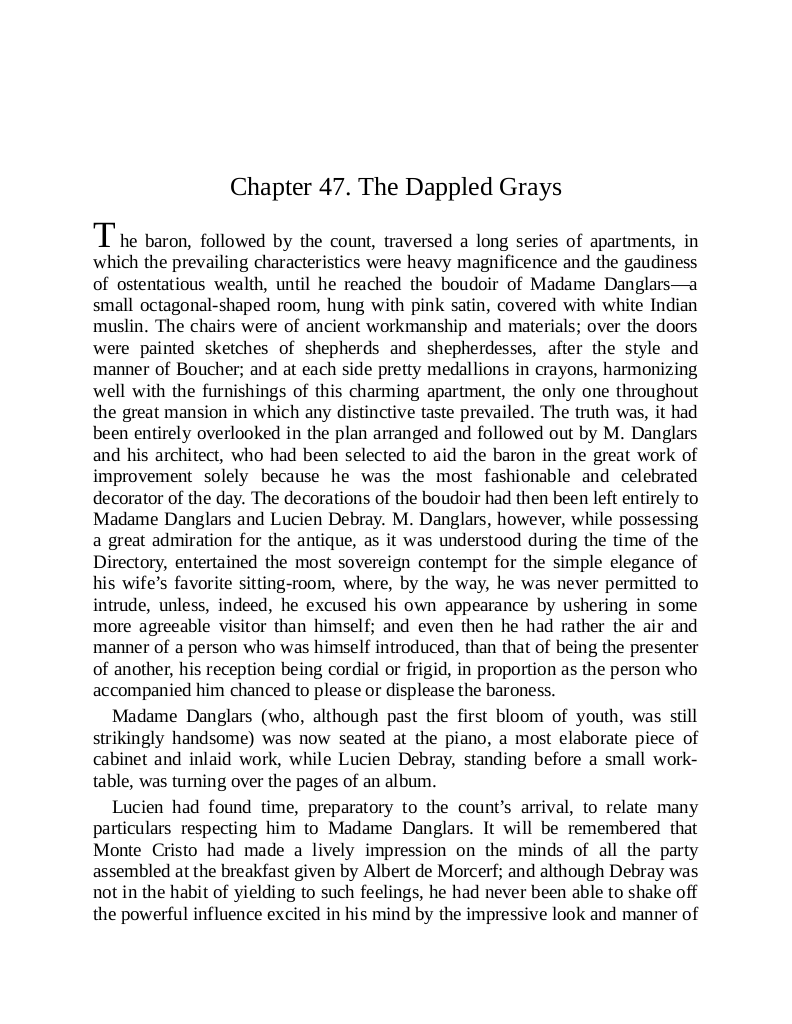 Chapter 47. The Dappled Grays
The baron, followed by the count, traversed a long series of apartments, in
which the prevailing characteristics were heavy magnificence and the gaudiness
of ostentatious wealth, until he reached the boudoir of Madame Danglars—a
small octagonal-shaped room, hung with pink satin, covered with white Indian
muslin. The chairs were of ancient workmanship and materials; over the doors
were painted sketches of shepherds and shepherdesses, after the style and
manner of Boucher; and at each side pretty medallions in crayons, harmonizing
well with the furnishings of this charming apartment, the only one throughout
the great mansion in which any distinctive taste prevailed. The truth was, it had
been entirely overlooked in the plan arranged and followed out by M. Danglars
and his architect, who had been selected to aid the baron in the great work of
improvement solely because he was the most fashionable and celebrated
decorator of the day. The decorations of the boudoir had then been left entirely to
Madame Danglars and Lucien Debray. M. Danglars, however, while possessing
a great admiration for the antique, as it was understood during the time of the
Directory, entertained the most sovereign contempt for the simple elegance of
his wife’s favorite sitting-room, where, by the way, he was never permitted to
intrude, unless, indeed, he excused his own appearance by ushering in some
more agreeable visitor than himself; and even then he had rather the air and
manner of a person who was himself introduced, than that of being the presenter
of another, his reception being cordial or frigid, in proportion as the person who
accompanied him chanced to please or displease the baroness.
Madame Danglars (who, although past the first bloom of youth, was still
strikingly handsome) was now seated at the piano, a most elaborate piece of
cabinet and inlaid work, while Lucien Debray, standing before a small work-
table, was turning over the pages of an album.
Lucien had found time, preparatory to the count’s arrival, to relate many
particulars respecting him to Madame Danglars. It will be remembered that
Monte Cristo had made a lively impression on the minds of all the party
assembled at the breakfast given by Albert de Morcerf; and although Debray was
not in the habit of yielding to such feelings, he had never been able to shake off
the powerful influence excited in his mind by the impressive look and manner of